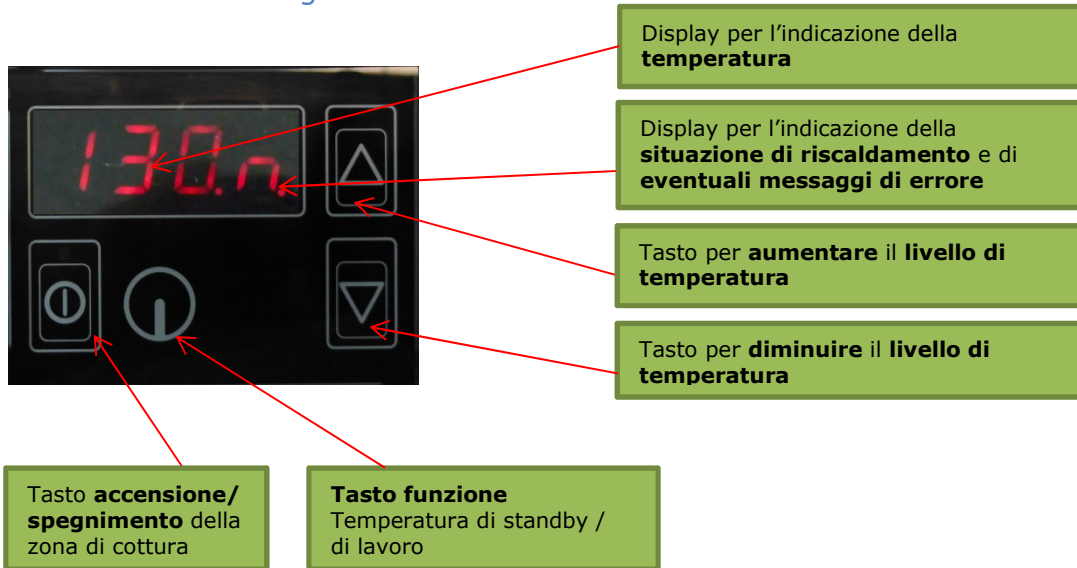 130.n.
Display per l'indicazione della
temperatura
Display per l'indicazione della
situazione di riscaldamento e di
eventuali messaggi di errore
Tasto per aumentare il livello di
temperatura
Tasto per diminuire il livello di
temperatura
Tasto accensione/
spegnimento della
zona di cottura
Tasto funzione
Temperatura di standby /
di lavoro